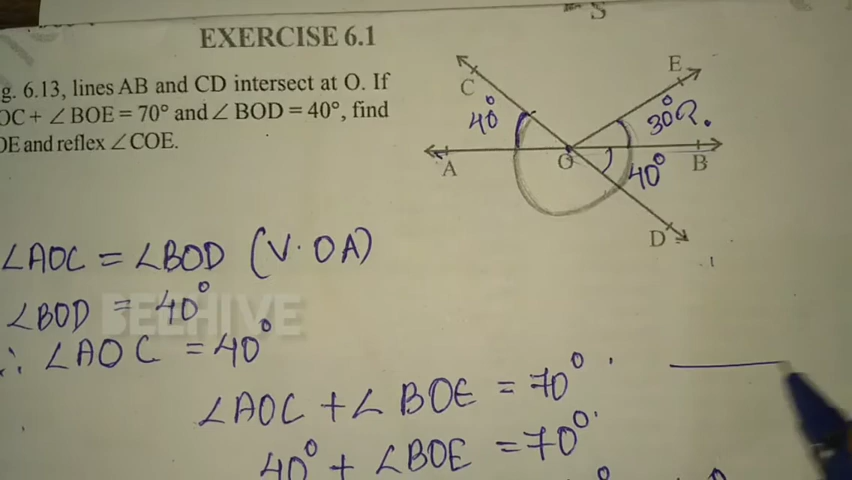 S
EXERCISE 6.1
g. 6.13, lines AB and CD intersect at O. If
OC + ∠ BOE = 70° and ∠ BOD = 40°, find
OE and reflex ∠COE.
C
E
40°
30°
A
O
B
40°
D
∠AOC = ∠BOD (V.OA)
∠BOD = 40°
BEEHIVE
∴ ∠AOC = 40°
∠AOC + ∠BOE = 70°
40° + ∠BOE = 70°